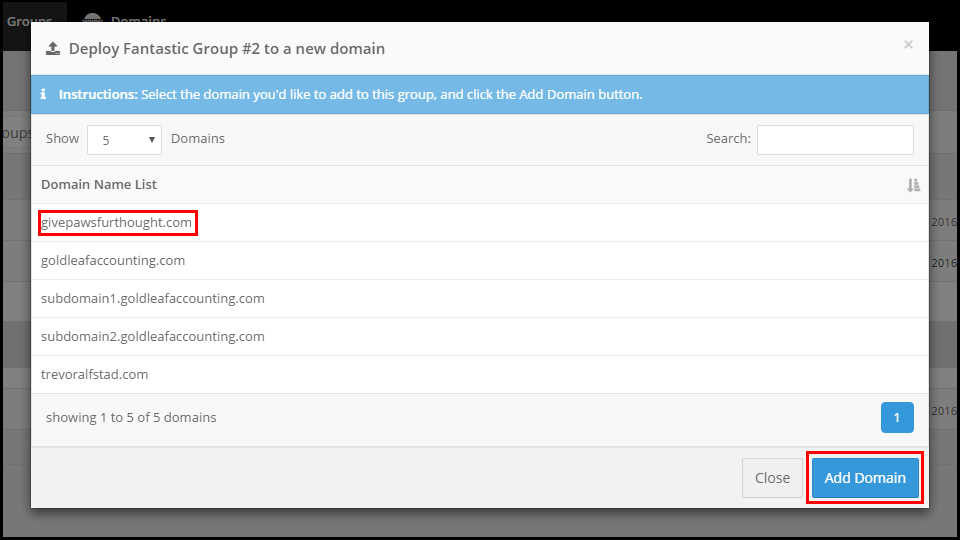 Groups
Domains
Deploy Fantastic Group #2 to a new domain
×
Instructions: Select the domain you'd like to add to this group, and click the Add Domain button.
Show 5 Domains Search:
oups
Domain Name List
givepawsfurthought.com
2016
goldleafaccounting.com
2016
subdomain1.goldleafaccounting.com
subdomain2.goldleafaccounting.com
trevoralfstad.com
showing 1 to 5 of 5 domains 1
2016
Close Add Domain